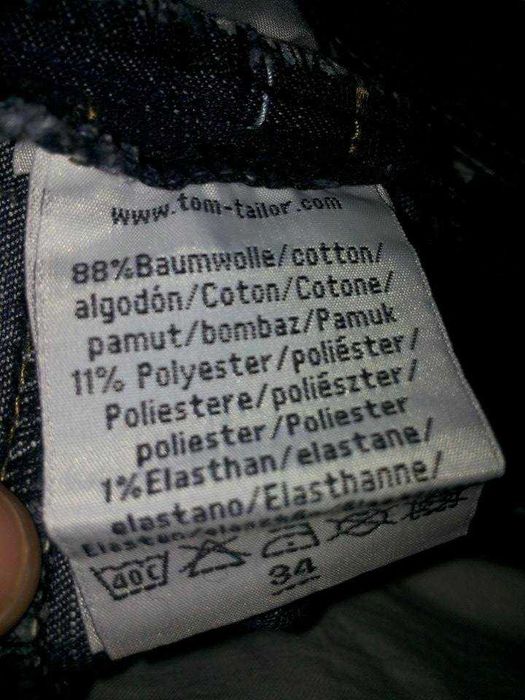 www.tom-tailor.com
88%Baumwolle/cotton/
algodón/Coton/Cotone/
pamut/bombaz/Pamuk
11% Polyester/poliéster/
Poliestere/poliészter/
poliester/Poliester
1%Elasthan/elastane/
elastano/Elasthanne/
40C
34